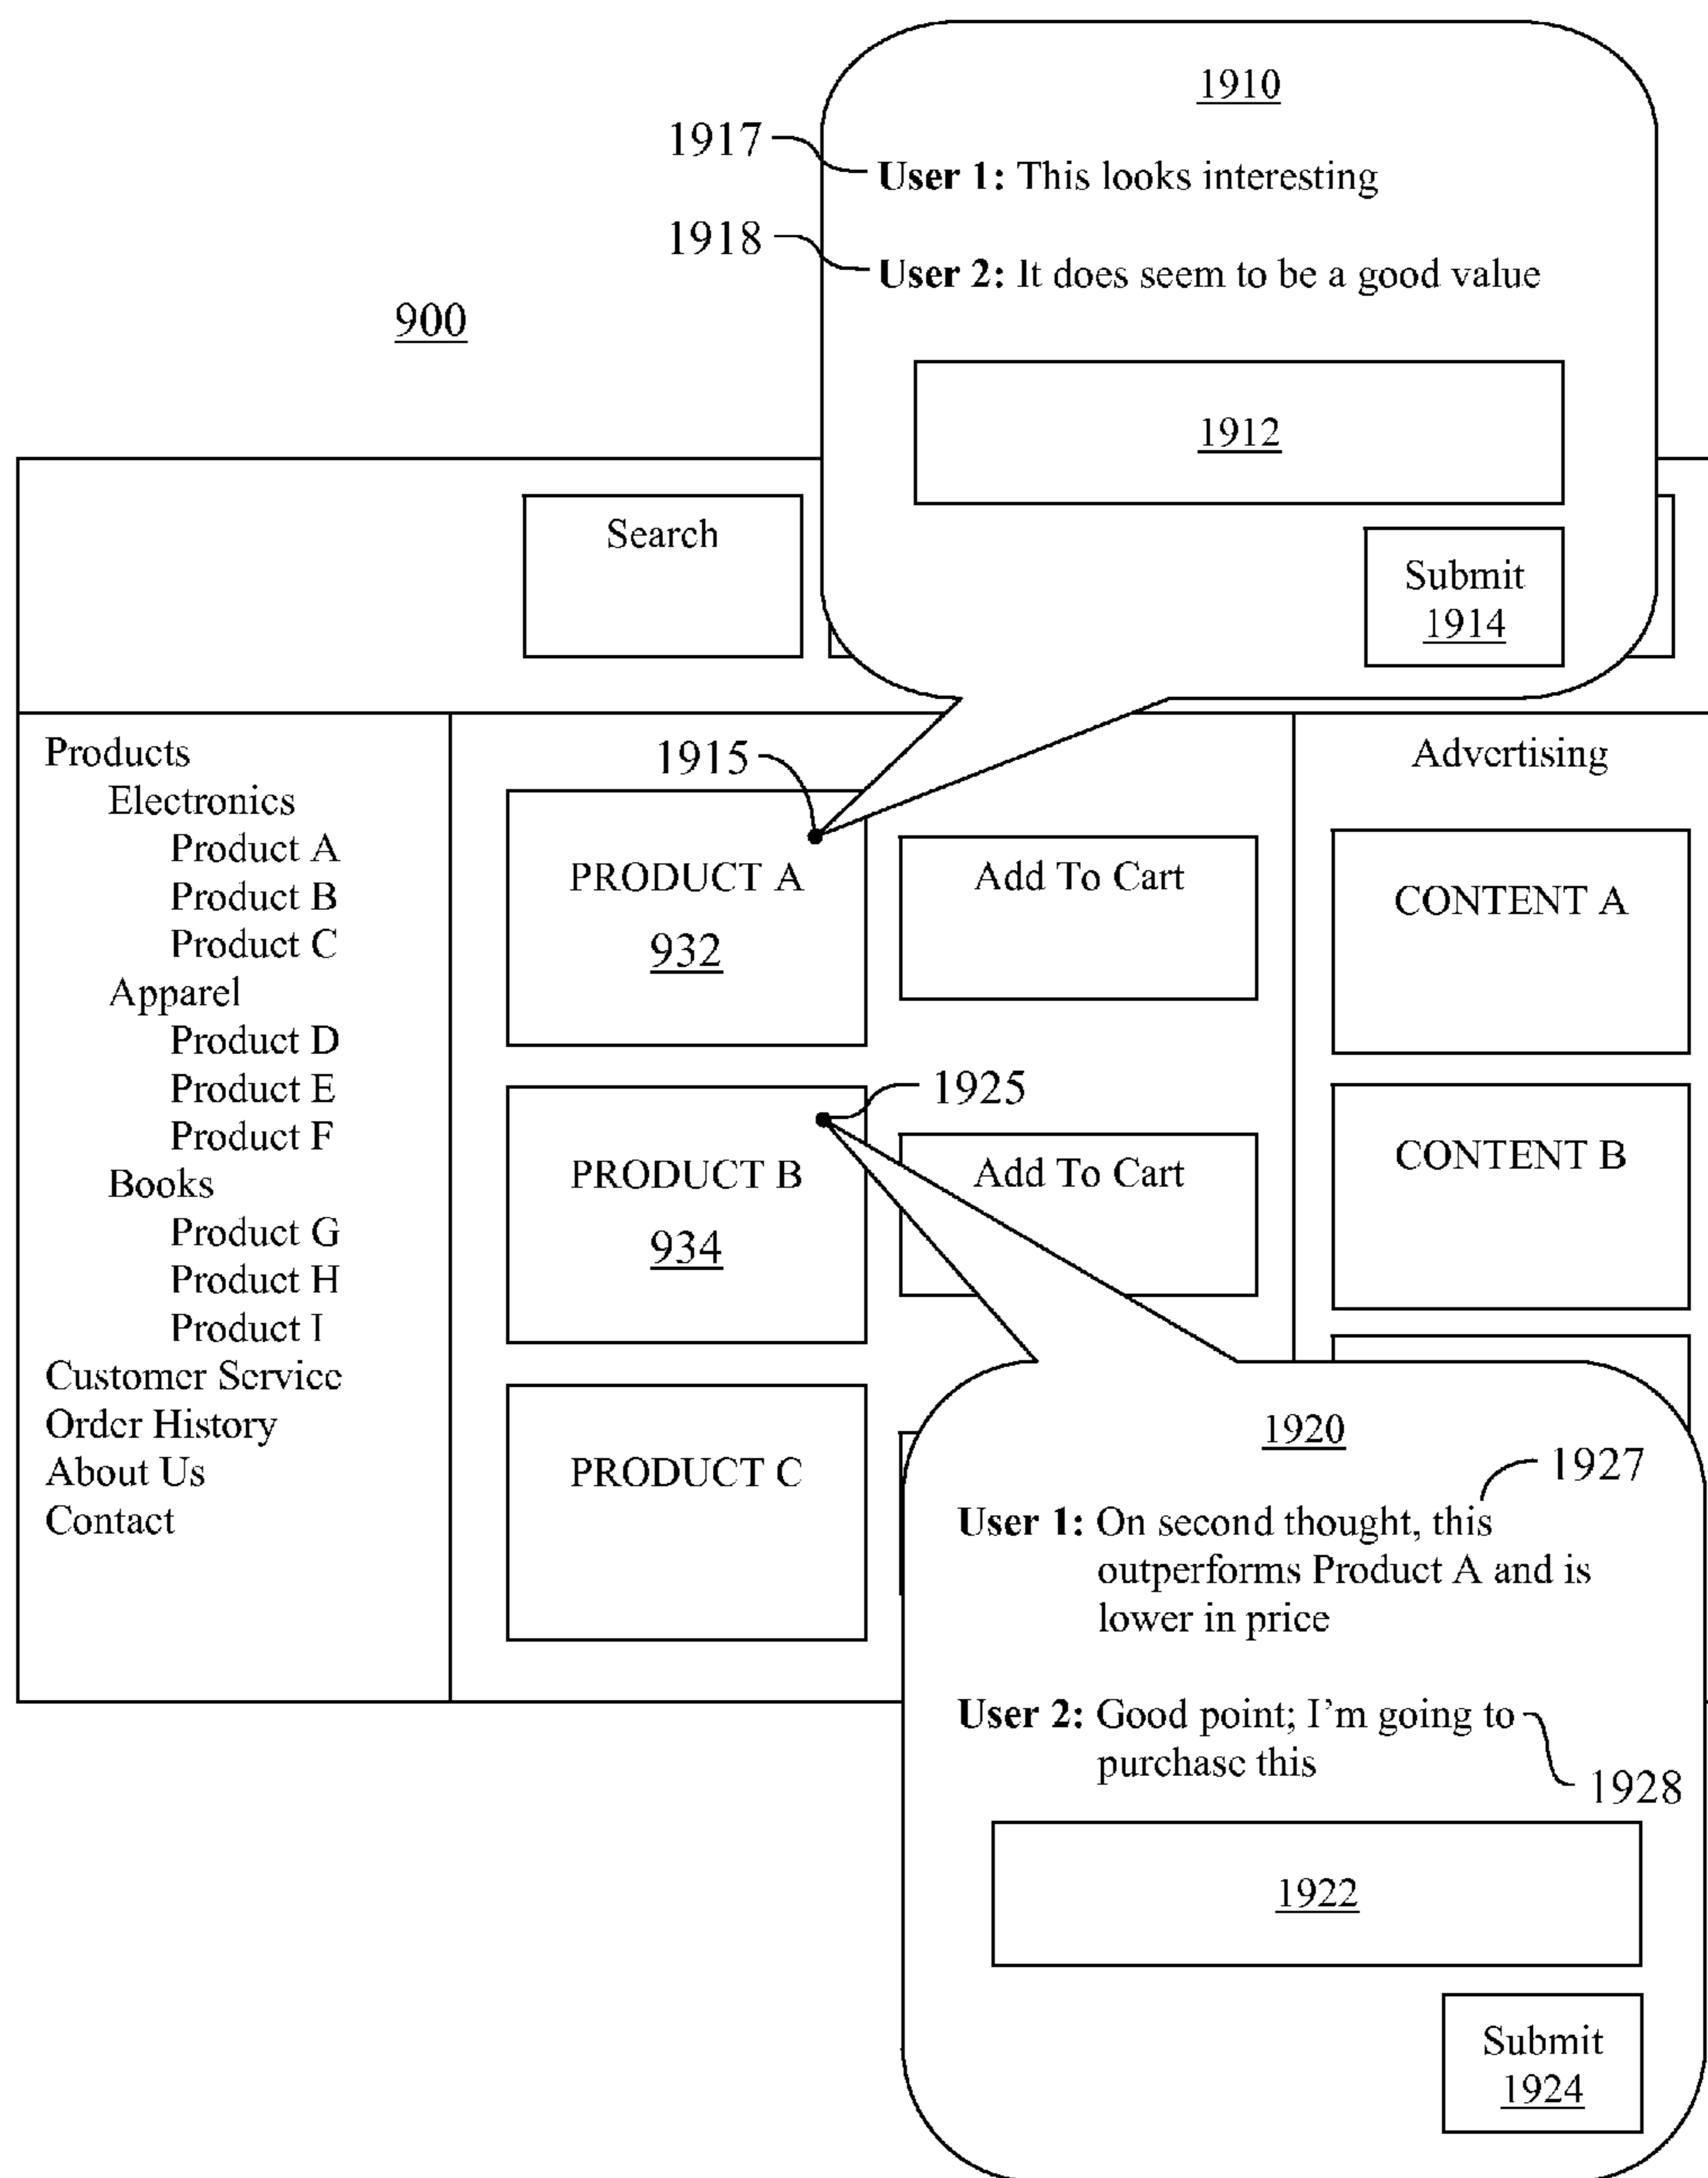 1910
1917
User 1: This looks interesting
1918
User 2: It does seem to be a good value
900
1912
Search
Submit
1914
Products
Electronics
Product A
Product B
Product C
Apparel
Product D
Product E
Product F
Books
Product G
Product H
Product I
Customer Service
Order History
About Us
Contact
1915
PRODUCT A
932
Add To Cart
1925
PRODUCT B
934
Add To Cart
PRODUCT C
Advertising
CONTENT A
CONTENT B
1920
1927
User 1: On second thought, this
outperforms Product A and is
lower in price
User 2: Good point; I'm going to
purchase this
1928
1922
Submit
1924